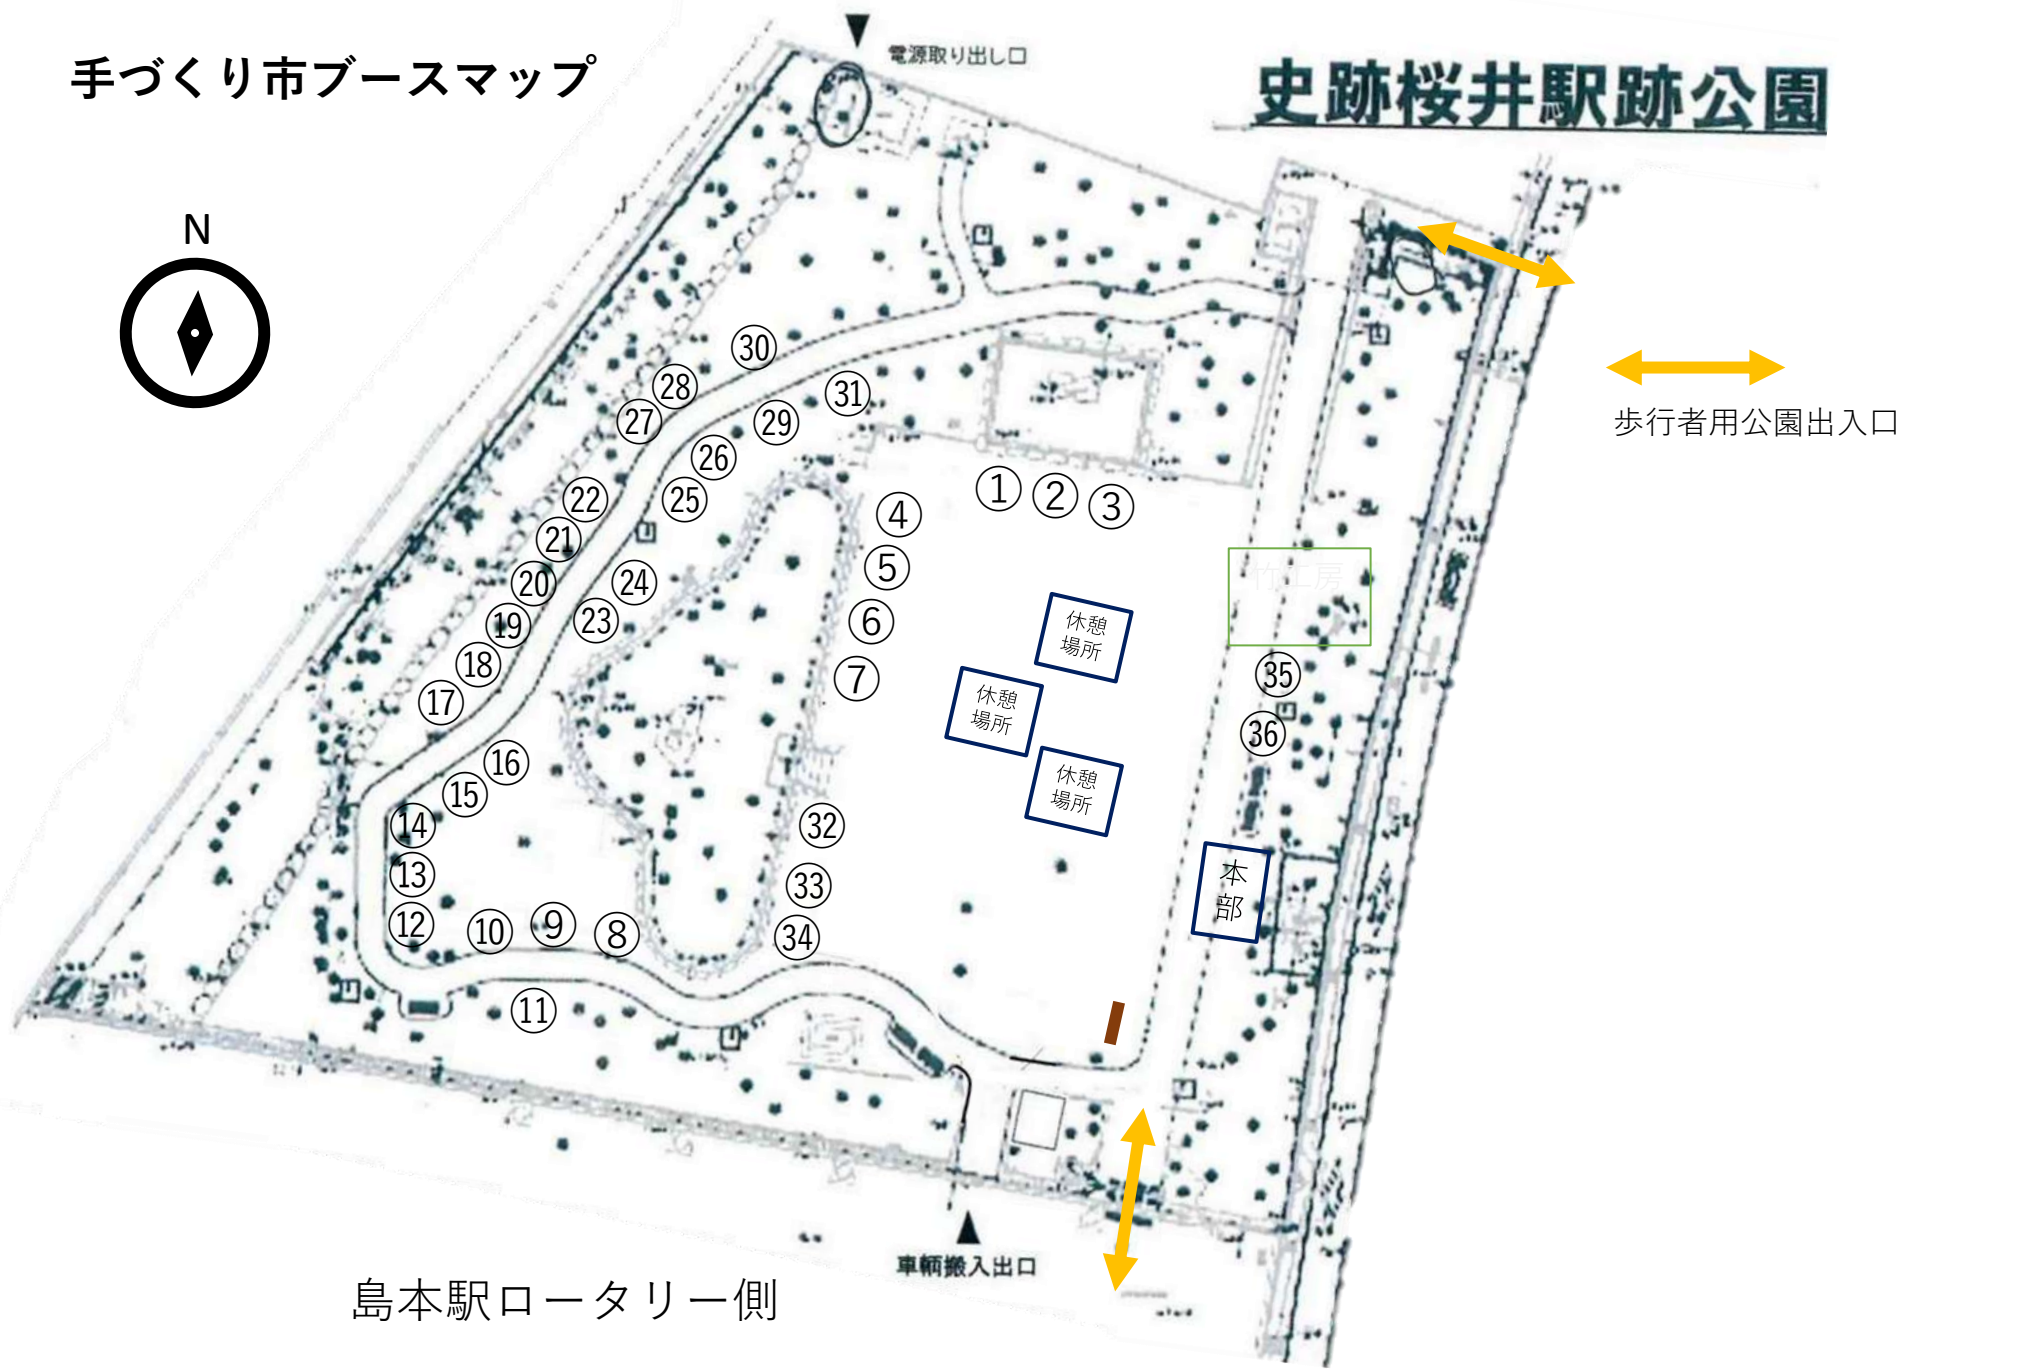 手づくり市ブースマップ
電源取り出し口
史跡桜井駅跡公園
N
歩行者用公園出入口
30
28
31
27
29
26
22
25
①
②
③
④
21
⑤
20
24
竹工房
19
23
⑥
休憩
場所
18
⑦
35
17
休憩
場所
36
16
15
休憩
場所
14
32
13
33
本
部
12
10
⑨
⑧
34
11
車輌搬入出口
島本駅ロータリー側